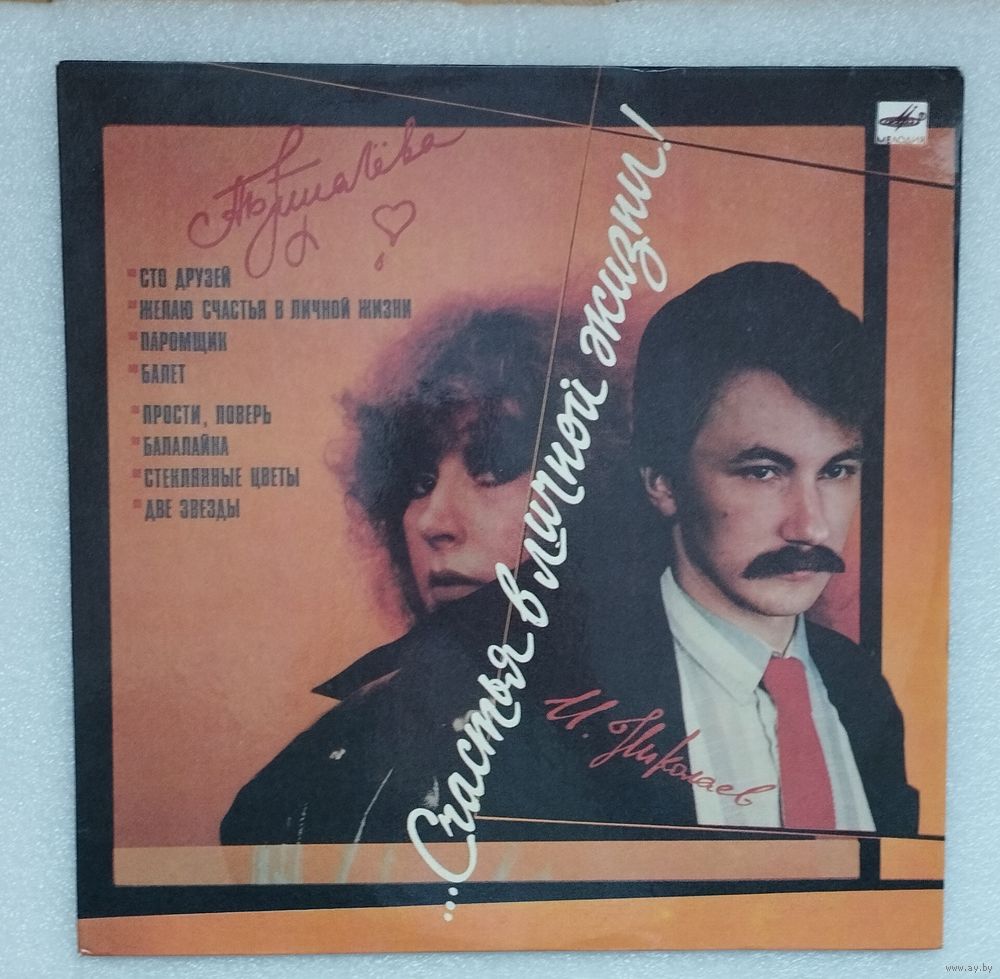 А. Пугачёва
МЕЛОДИЯ
СТО ДРУЗЕЙ
ЖЕЛАЮ СЧАСТЬЯ В ЛИЧНОЙ ЖИЗНИ
ПАРОМЩИК
БАЛЕТ
ПРОСТИ, ПОВЕРЬ
БАЛАЛАЙКА
СТЕКЛЯННЫЕ ЦВЕТЫ
ДВЕ ЗВЕЗДЫ
...Счастья в личной жизни!
И. Николаев
www.ay.by